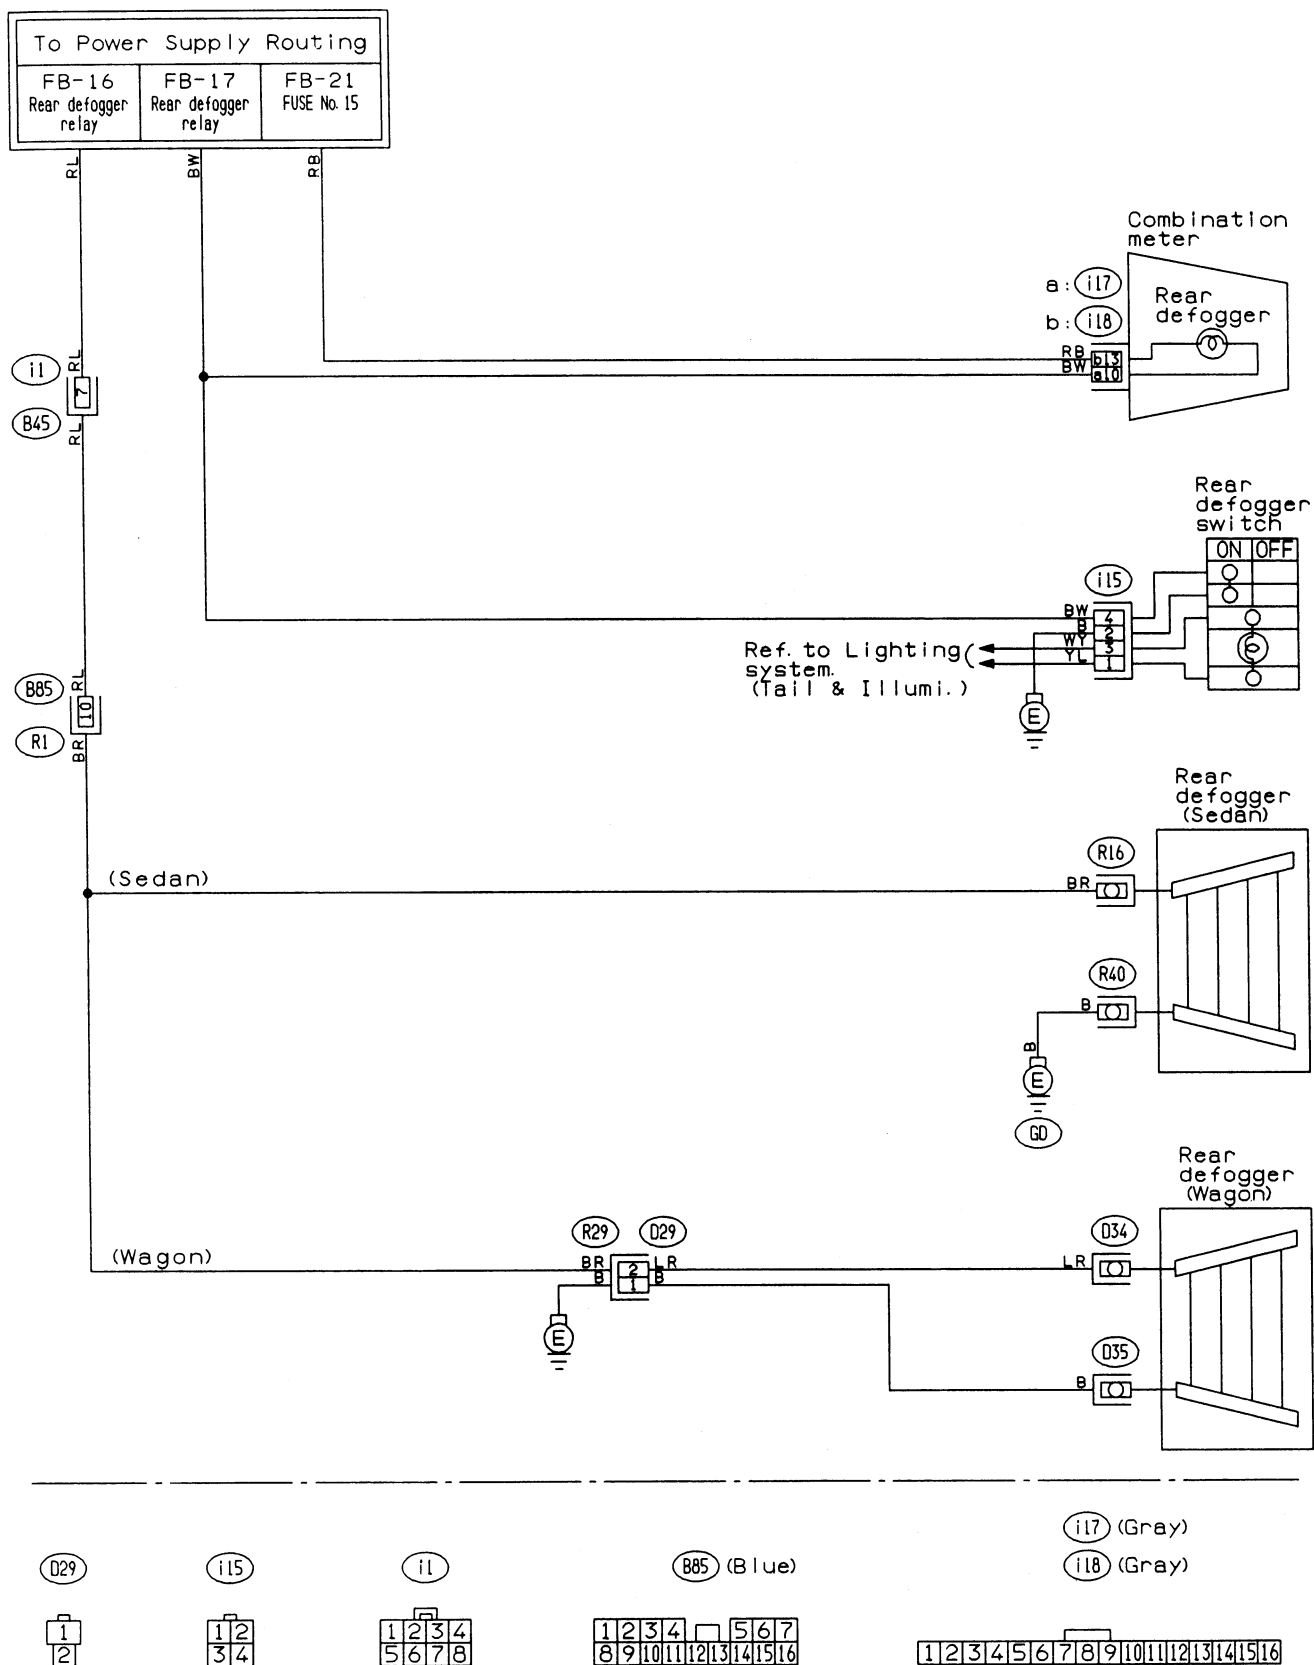 To Power Supply Routing
FB-16
Rear defogger
relay
FB-17
Rear defogger
relay
FB-21
FUSE No. 15
RL
BW
RB
Combination
meter
a: i17
b: i18
Rear
defogger
RB
BW
b13
a10
i1
RL
7
B45
RL
Rear
defogger
switch
ON OFF
i15
BW
B
WY
YL
4
2
3
1
Ref. to Lighting (
system.
(Tail & Illumi.)
E
B85
RL
10
R1
BR
Rear
defogger
(Sedan)
(Sedan)
R16
BR
R40
B
B
E
GD
Rear
defogger
(Wagon)
(Wagon)
R29
D29
BR
B
2
1
LR
B
E
D34
LR
D35
B
i17 (Gray)
D29
i15
i1
B85 (Blue)
i18 (Gray)
1
2
1 2
3 4
1 2 3 4
5 6 7 8
1 2 3 4 5 6 7
8 9 10 11 12 13 14 15 16
1 2 3 4 5 6 7 8 9 10 11 12 13 14 15 16